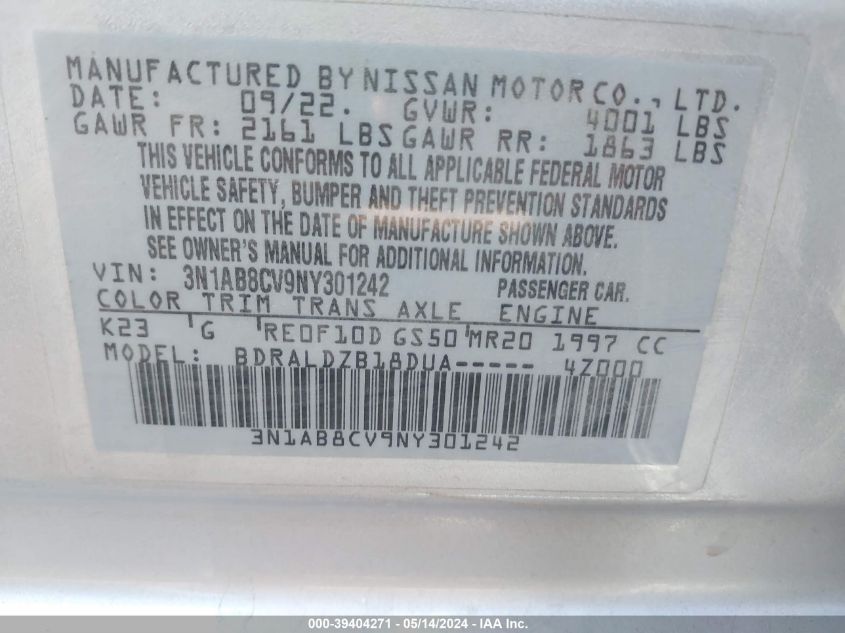 MANUFACTURED BY NISSAN MOTOR CO., LTD.
DATE: 09/22. GVWR: 4001 LBS
GAWR FR: 2161 LBS GAWR RR: 1863 LBS
THIS VEHICLE CONFORMS TO ALL APPLICABLE FEDERAL MOTOR
VEHICLE SAFETY, BUMPER AND THEFT PREVENTION STANDARDS
IN EFFECT ON THE DATE OF MANUFACTURE SHOWN ABOVE.
SEE OWNER'S MANUAL FOR ADDITIONAL INFORMATION.
VIN: 3N1AB8CV9NY301242 PASSENGER CAR.
COLOR TRIM TRANS AXLE ENGINE
K23 G RE0F10D GS50 MR20 1997 CC
MODEL: BDRALDZB18DUA----- 4Z000
3N1AB8CV9NY301242
000-39404271 - 05/14/2024 - IAA Inc.